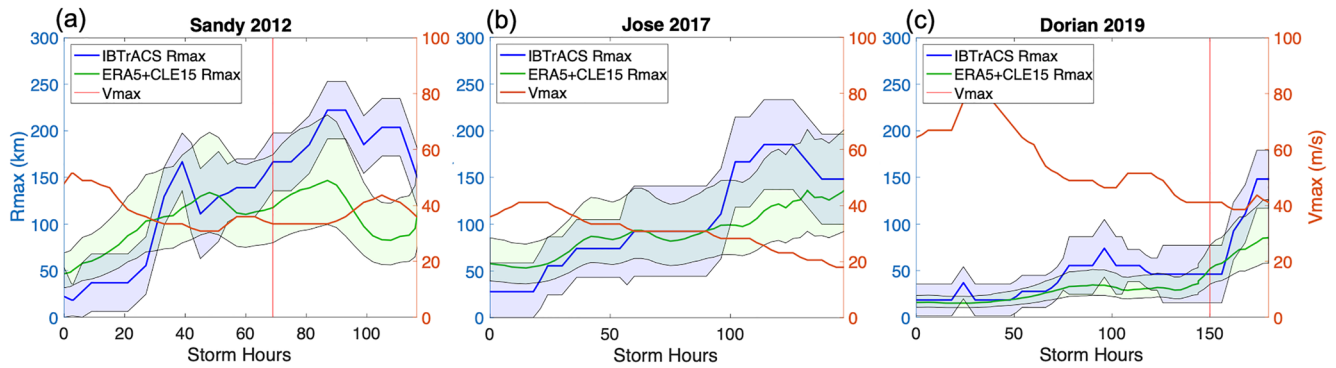 (a) Sandy 2012
300
250
200
150
100
50
0
Rmax (km)
IBTrACS Rmax
ERA5+CLE15 Rmax
Vmax
100
80
60
40
20
0
0 20 40 60 80 100
Storm Hours
(b) Jose 2017
300
250
200
150
100
50
0
IBTrACS Rmax
ERA5+CLE15 Rmax
Vmax
100
80
60
40
20
0
0 50 100
Storm Hours
(c) Dorian 2019
300
250
200
150
100
50
0
IBTrACS Rmax
ERA5+CLE15 Rmax
Vmax
100
80
60
40
20
0
Vmax (m/s)
0 50 100 150
Storm Hours